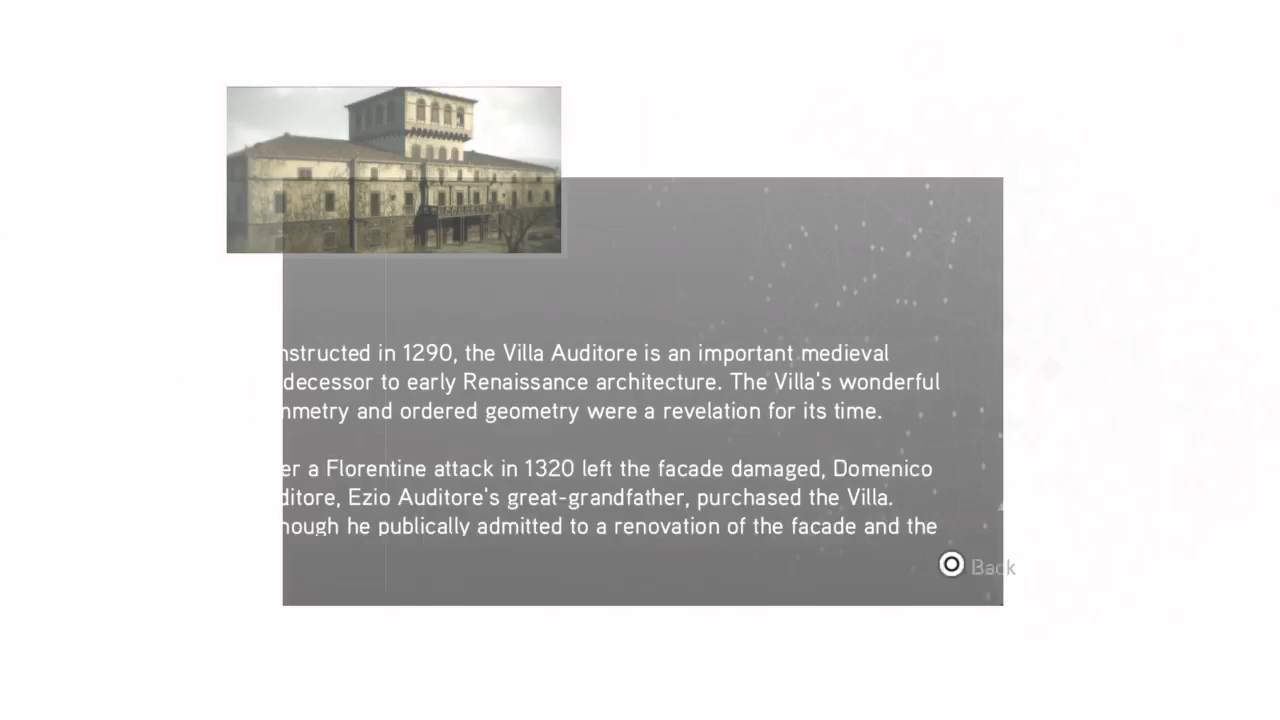 nstructed in 1290, the Villa Auditore is an important medieval
decessor to early Renaissance architecture. The Villa's wonderful
mmetry and ordered geometry were a revelation for its time.
er a Florentine attack in 1320 left the facade damaged, Domenico
ditore, Ezio Auditore's great-grandfather, purchased the Villa.
hough he publically admitted to a renovation of the facade and the
Back